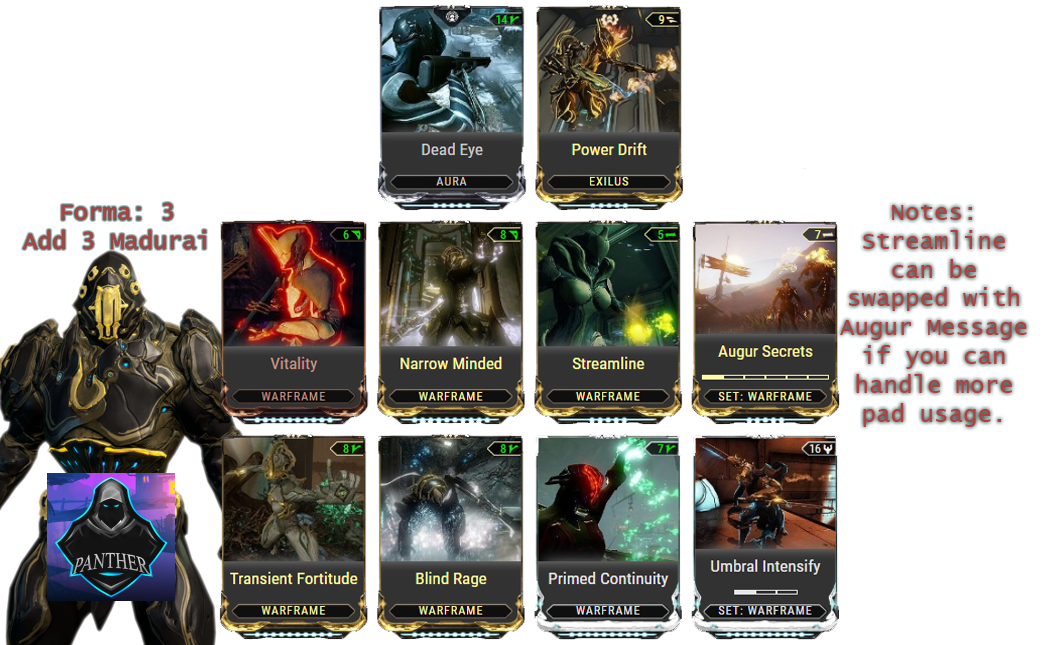 14
Dead Eye
AURA
9
Power Drift
EXILUS
Forma: 3
Add 3 Madurai
6
Vitality
WARFRAME
8
Narrow Minded
WARFRAME
5
Streamline
WARFRAME
7
Augur Secrets
SET: WARFRAME
Notes:
Streamline
can be
swapped with
Augur Message
if you can
handle more
pad usage.
8
Transient Fortitude
WARFRAME
8
Blind Rage
WARFRAME
7
Primed Continuity
WARFRAME
16
Umbral Intensify
SET: WARFRAME
PANTHER